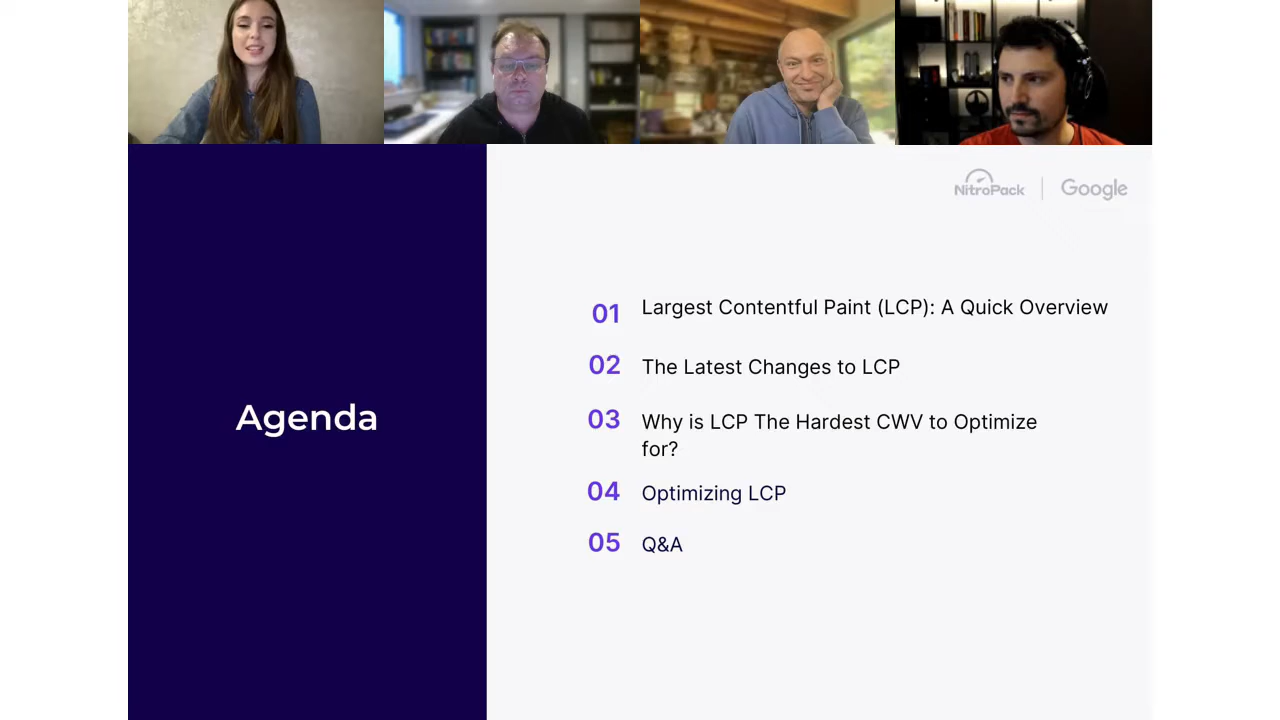 NitroPack | Google
Agenda
01 Largest Contentful Paint (LCP): A Quick Overview
02 The Latest Changes to LCP
03 Why is LCP The Hardest CWV to Optimize
for?
04 Optimizing LCP
05 Q&A